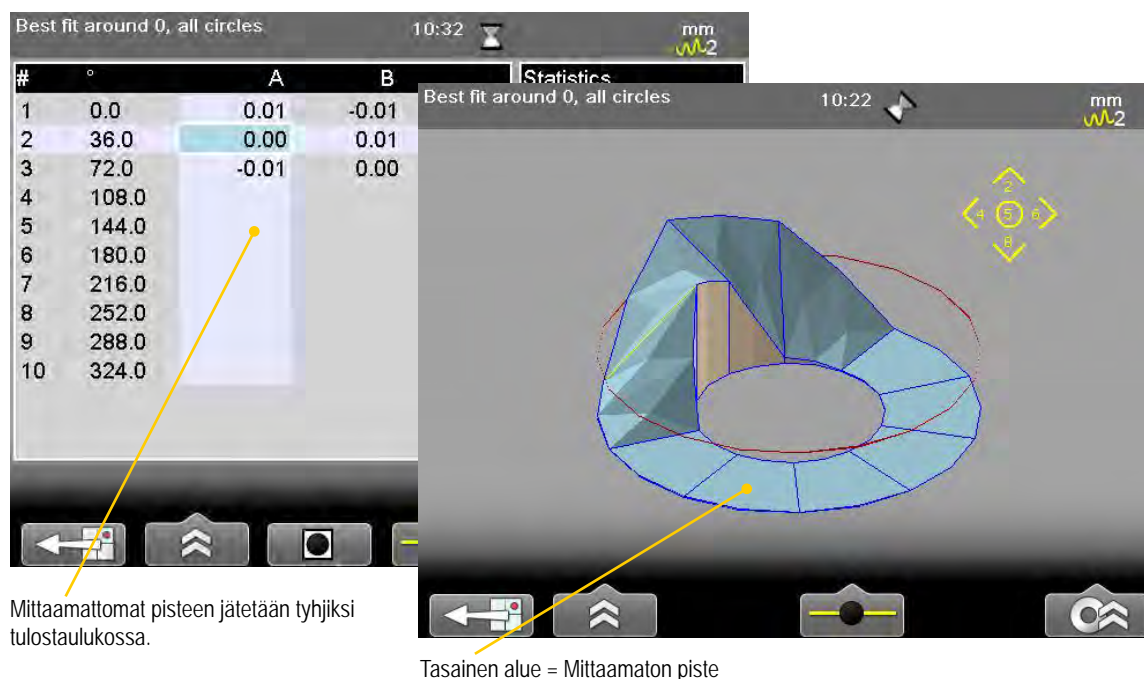 Best fit around 0, all circles 10:32 mm
2
# ° A B Statistics
1 0.0 0.01 -0.01
2 36.0 0.00 0.01
3 72.0 -0.01 0.00
4 108.0
5 144.0
6 180.0
7 216.0
8 252.0
9 288.0
10 324.0
Best fit around 0, all circles 10:22 mm
2
2
4 5 6
8
Mittaamattomat pisteen jätetään tyhjiksi
tulostaulukossa.
Tasainen alue = Mittaamaton piste